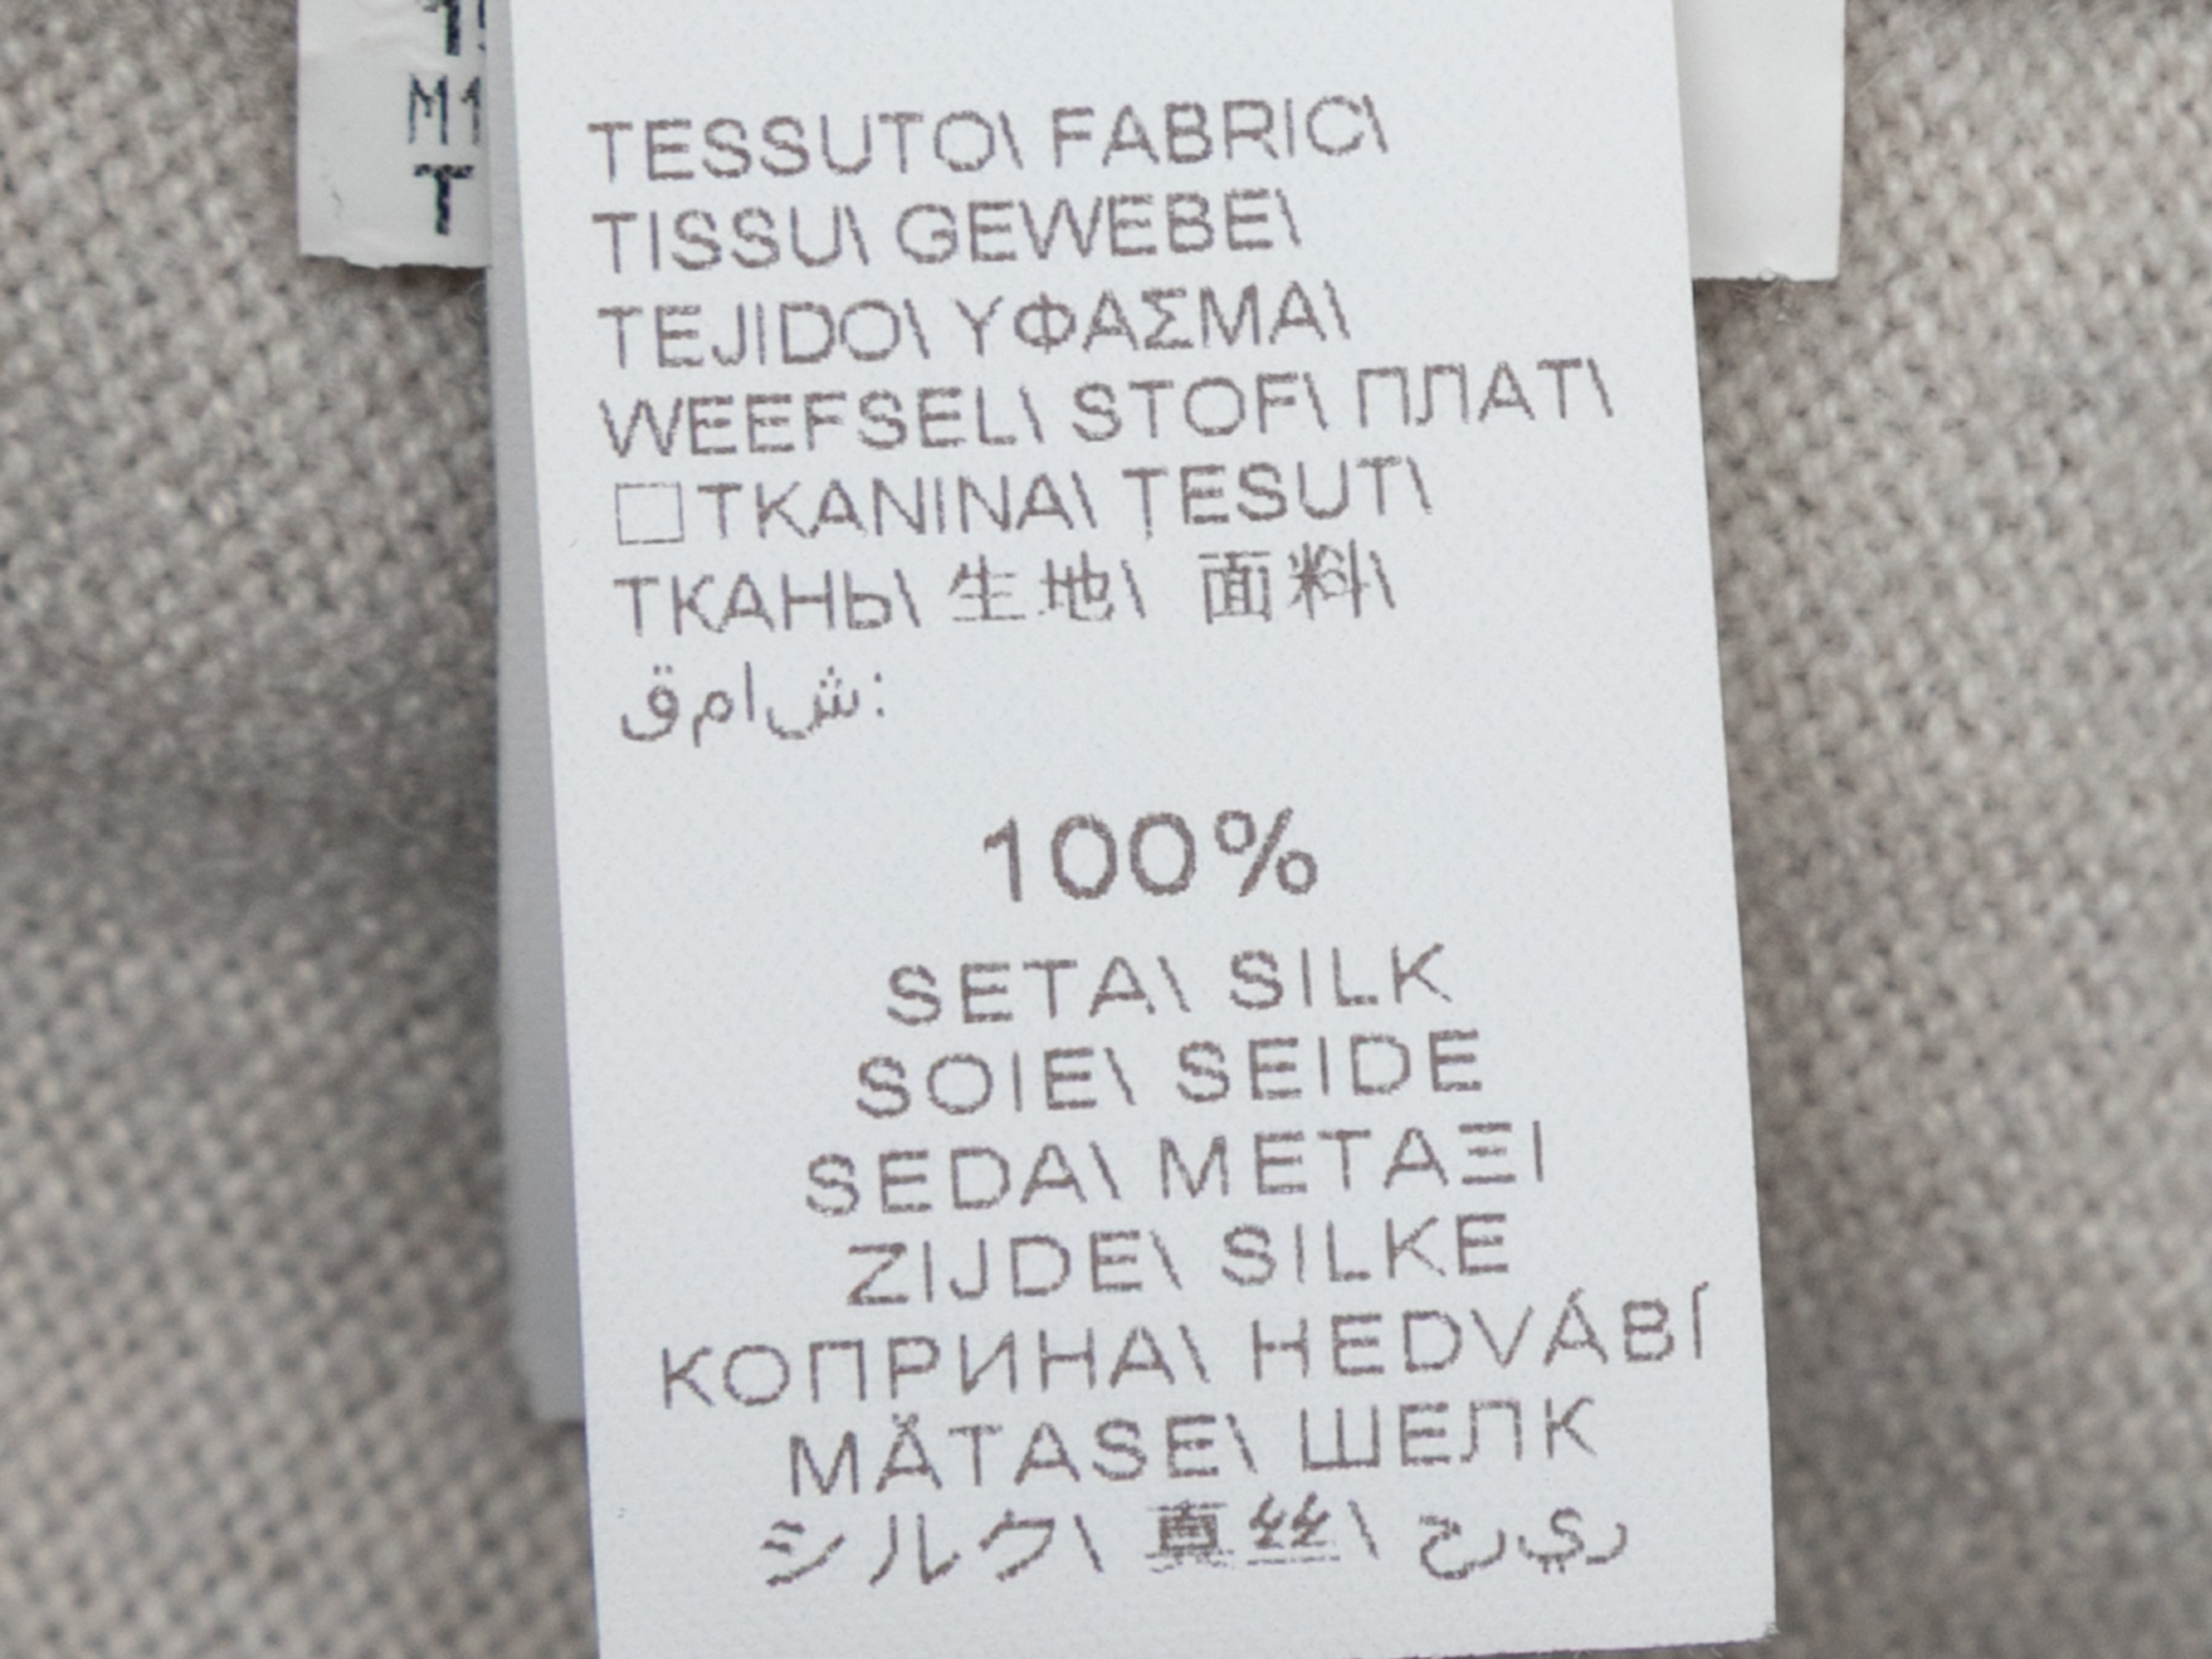 M1
T
TESSUTO\ FABRIC\
TISSU\ GEWEBE\
TEJIDO\ ΥΦΑΣΜΑ\
WEEFSEL\ STOF\ ПЛАТ\
□TKANINA\ ȚESUT\
ТКАНЬ\ 生地\ 面料\
قماش:
100%
SETA\ SILK
SOIE\ SEIDE
SEDA\ ΜΕΤΑΞΙ
ZIJDE\ SILKE
КОПРИНА\ HEDVÁBÍ
MĂTASE\ ШЕЛК
シルク\ 真丝\ حرير